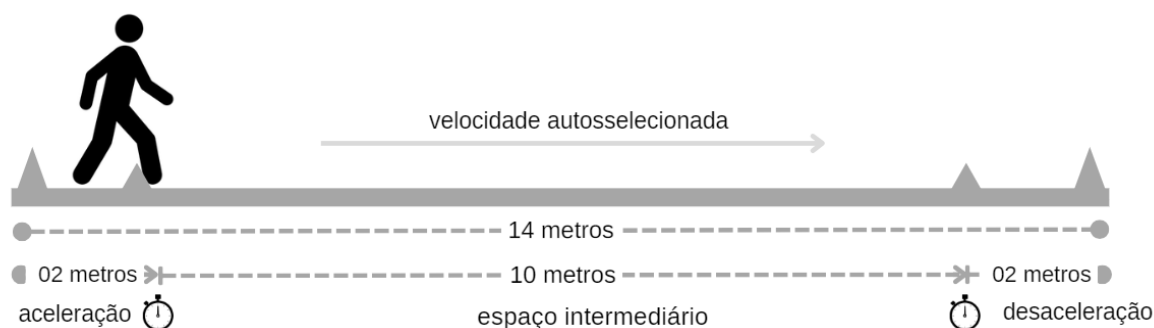 velocidade autosselecionada
14 metros
02 metros 10 metros 02 metros
aceleração espaço intermediário desaceleração